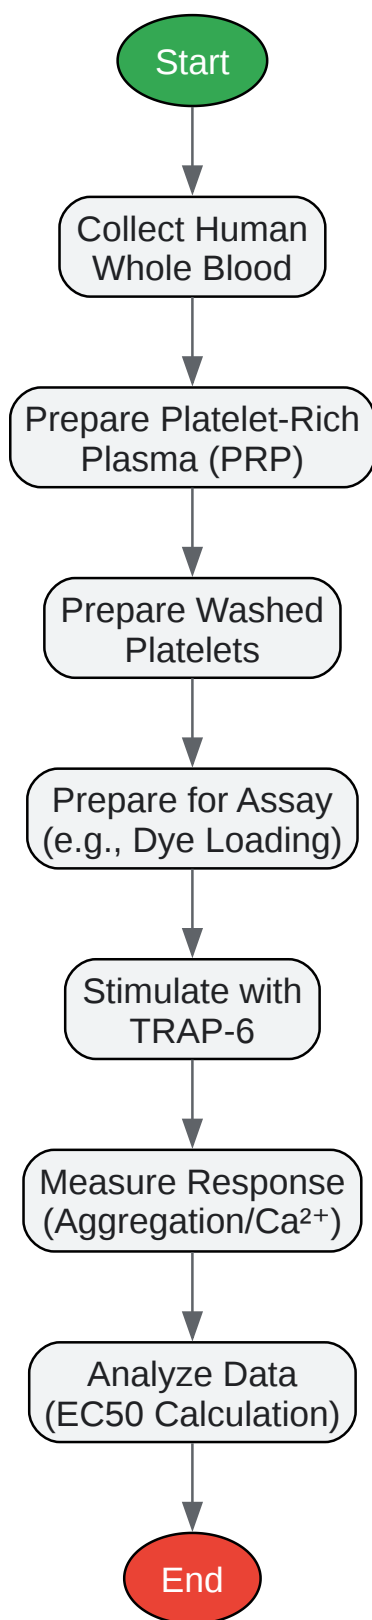 Start
Collect Human
Whole Blood
Prepare Platelet-Rich
Plasma (PRP)
Prepare Washed
Platelets
Prepare for Assay
(e.g., Dye Loading)
Stimulate with
TRAP-6
Measure Response
(Aggregation/Ca²⁺)
Analyze Data
(EC50 Calculation)
End